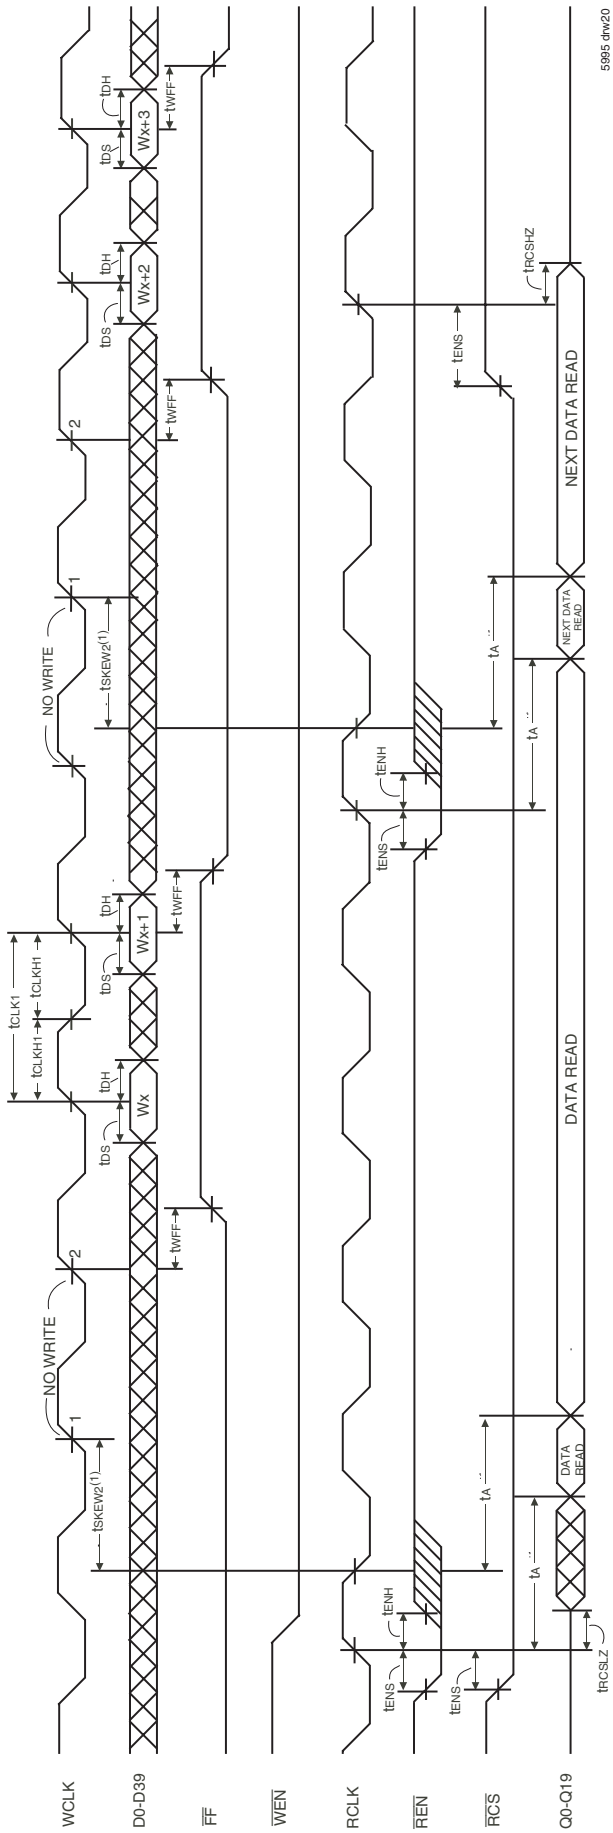 WCLK
NO WRITE
1
2
tSKEW2(1)
tCLK1
tCLKH1
tCLKH1
NO WRITE
1
2
tSKEW2(1)
D0-D39
tDS
tDH
Wx
tDS
tDH
Wx+1
tDS
tDH
Wx+2
tDS
tDH
Wx+3
FF
tWFF
tWFF
tWFF
tWFF
WEN
RCLK
REN
tENS
tENH
tENS
tENH
RCS
tENS
tA
tA
tENS
Q0-Q19
tRCSLZ
tA
DATA
READ
DATA READ
tA
NEXT DATA
READ
NEXT DATA READ
tRCSHZ
5995 drw20